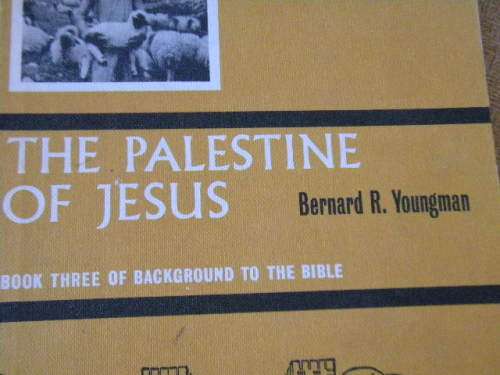 THE PALESTINE
OF JESUS
Bernard R. Youngman
BOOK THREE OF BACKGROUND TO THE BIBLE